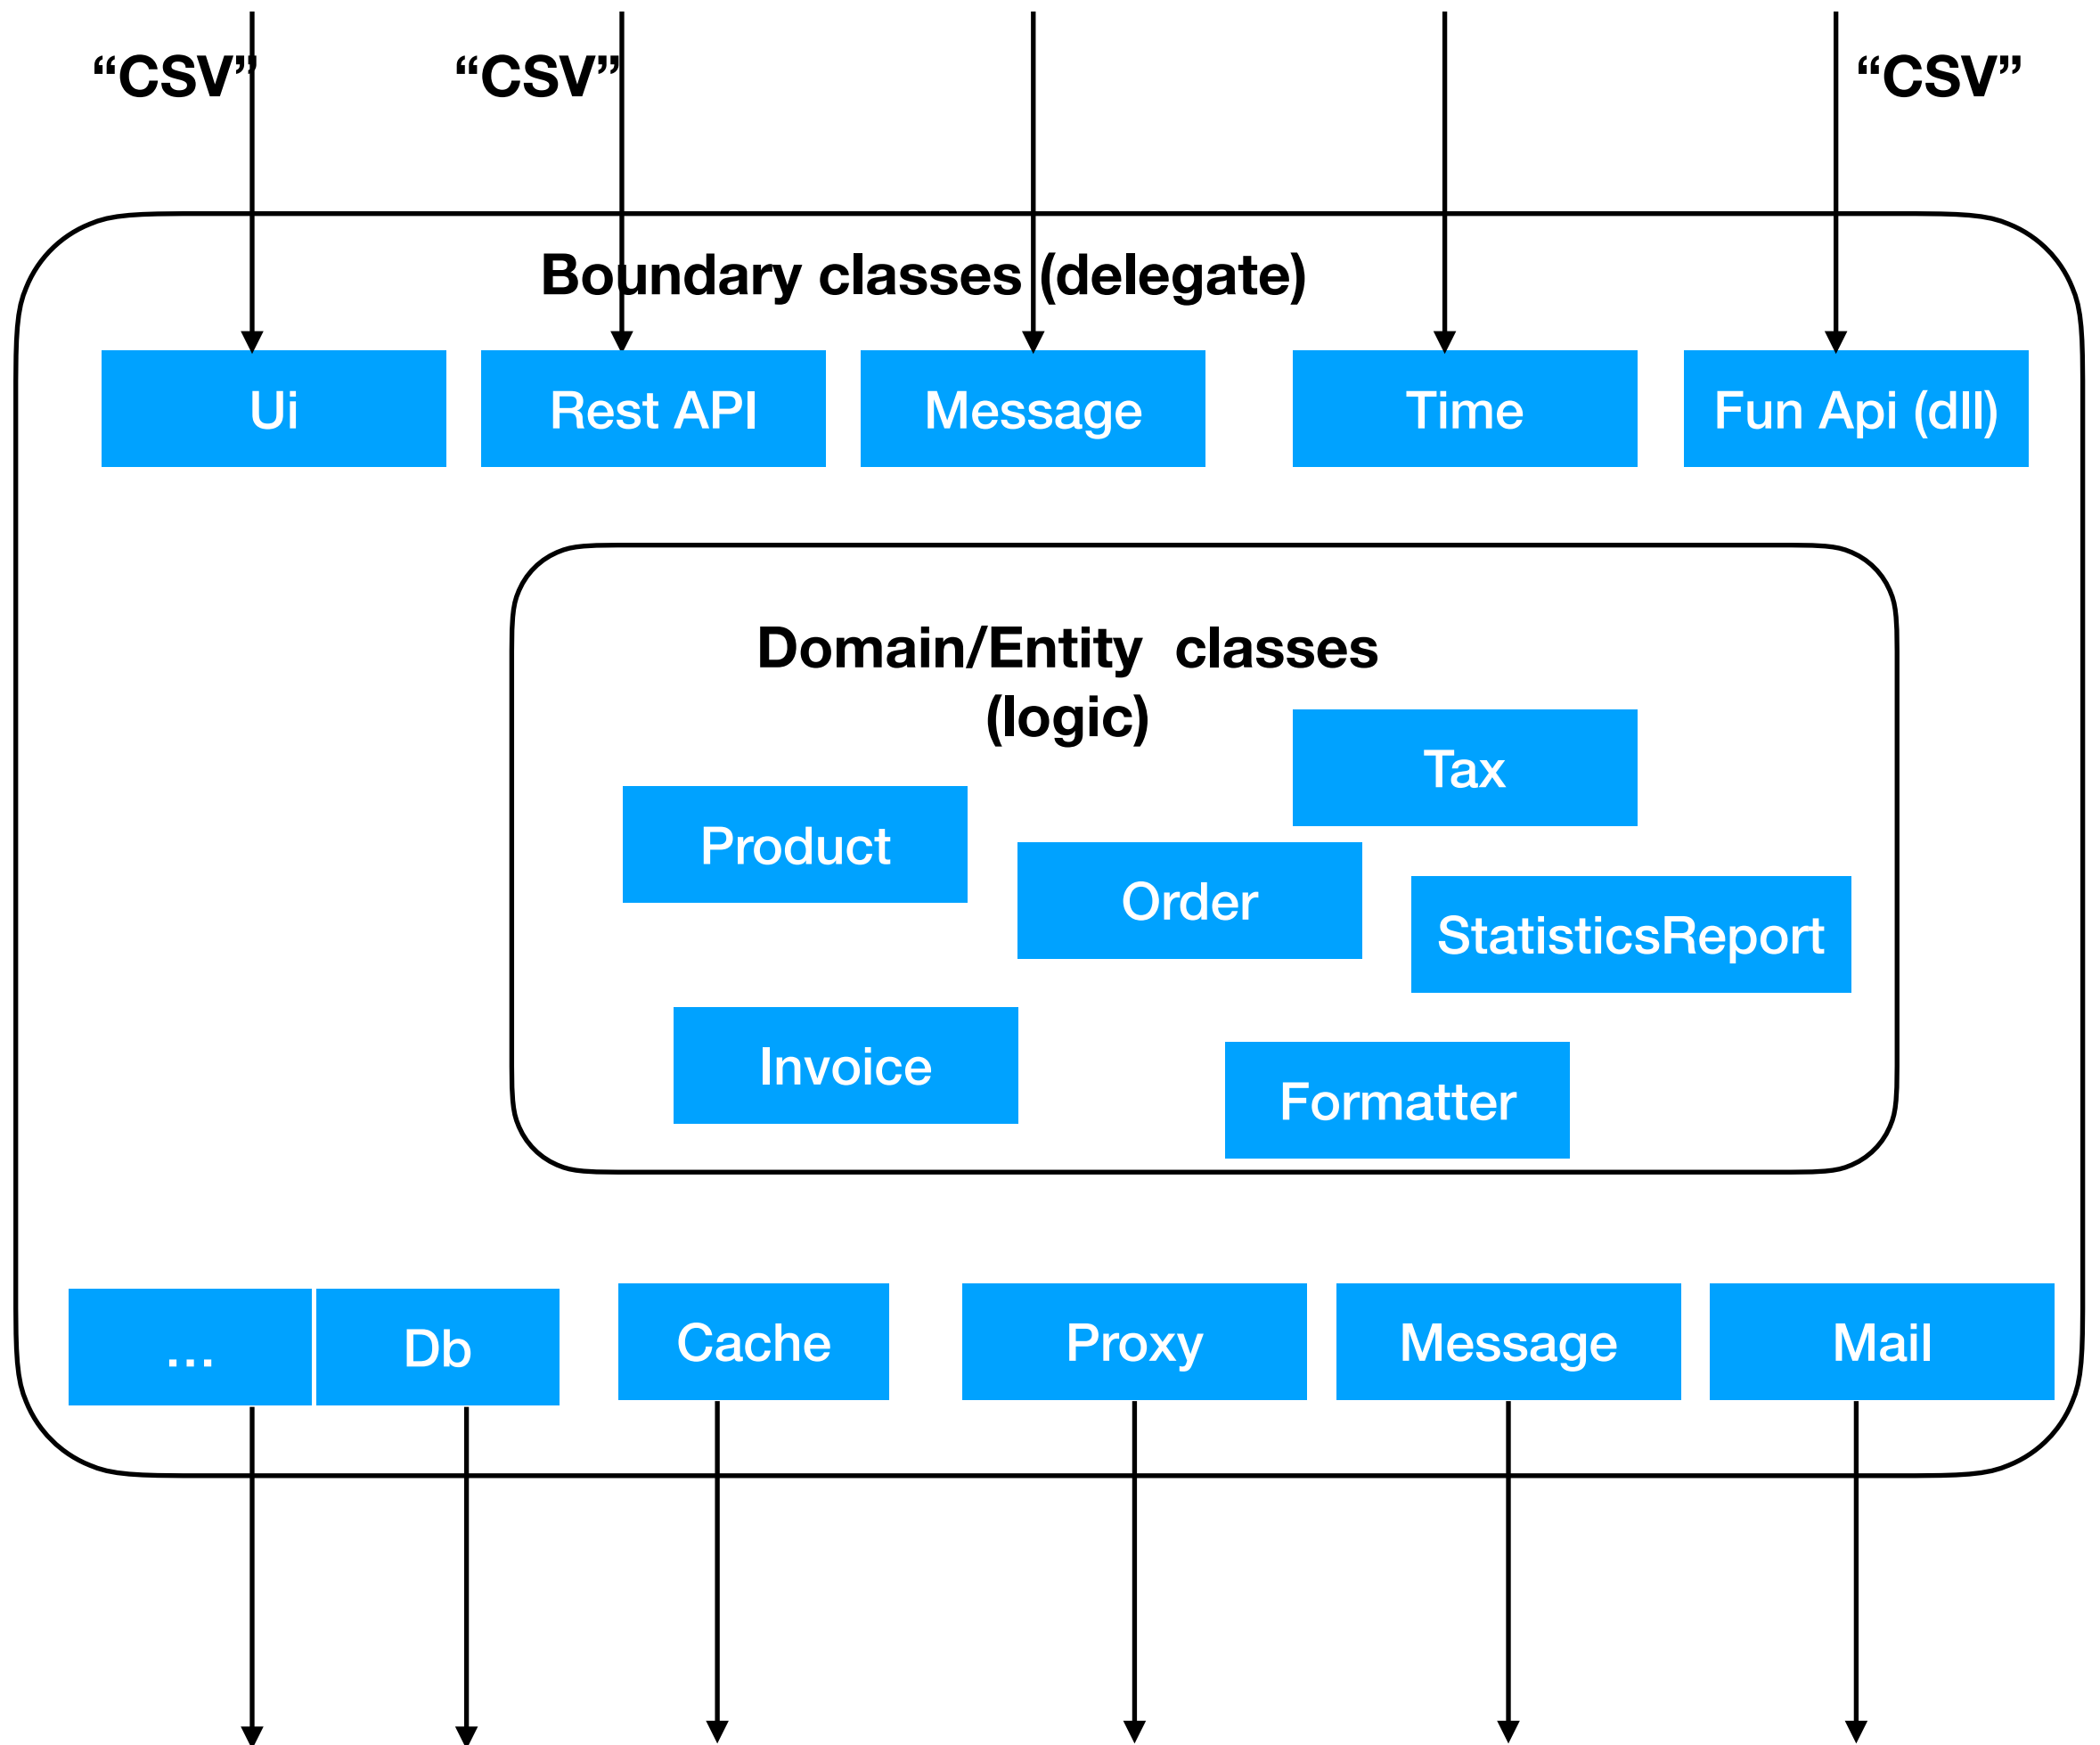 “CSV”
“CSV”
“CSV”
Boundary classes (delegate)
Ui
Rest API
Message
Time
Fun Api (dll)
Domain/Entity classes
(logic)
Tax
Product
Order
StatisticsReport
Invoice
Formatter
...
Db
Cache
Proxy
Message
Mail